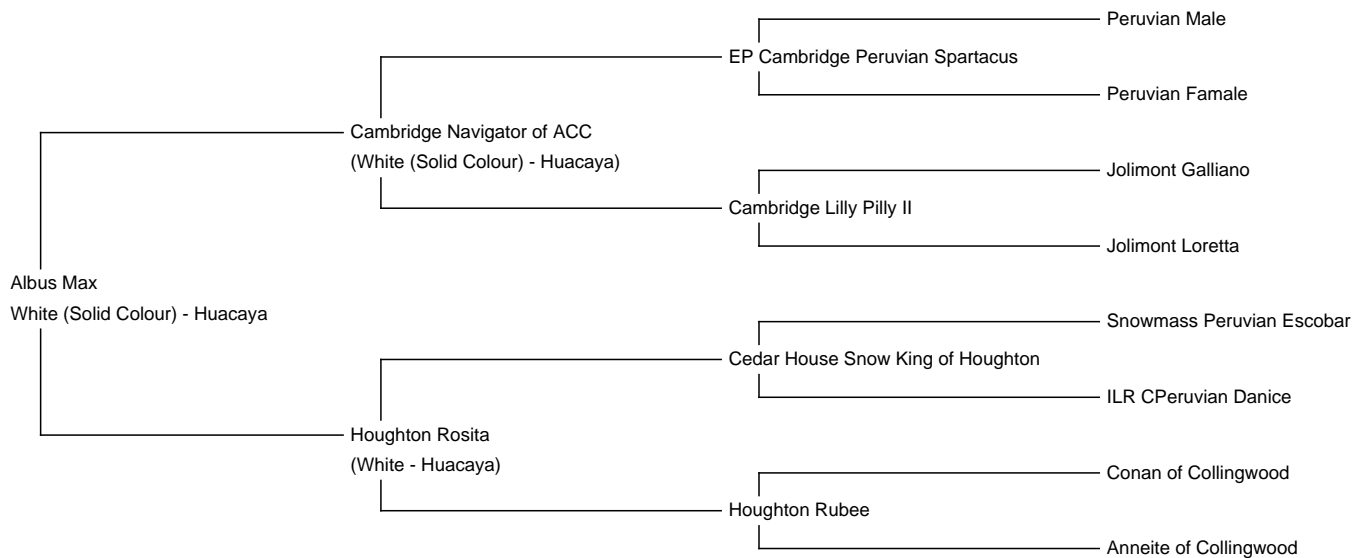 Peruvian Male
EP Cambridge Peruvian Spartacus
Peruvian Famale
Cambridge Navigator of ACC
(White (Solid Colour) - Huacaya)
Jolimont Galliano
Cambridge Lilly Pilly II
Jolimont Loretta
Albus Max
White (Solid Colour) - Huacaya
Snowmass Peruvian Escobar
Cedar House Snow King of Houghton
ILR CPeruvian Danice
Houghton Rosita
(White - Huacaya)
Conan of Collingwood
Houghton Rubee
Anneite of Collingwood